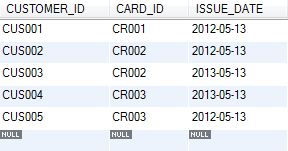 CUSTOMER_ID CARD_ID ISSUE_DATE
CUS001 CR001 2012-05-13
CUS002 CR002 2012-05-13
CUS003 CR002 2013-05-13
CUS004 CR003 2013-05-13
CUS005 CR003 2012-05-13
NULL NULL NULL